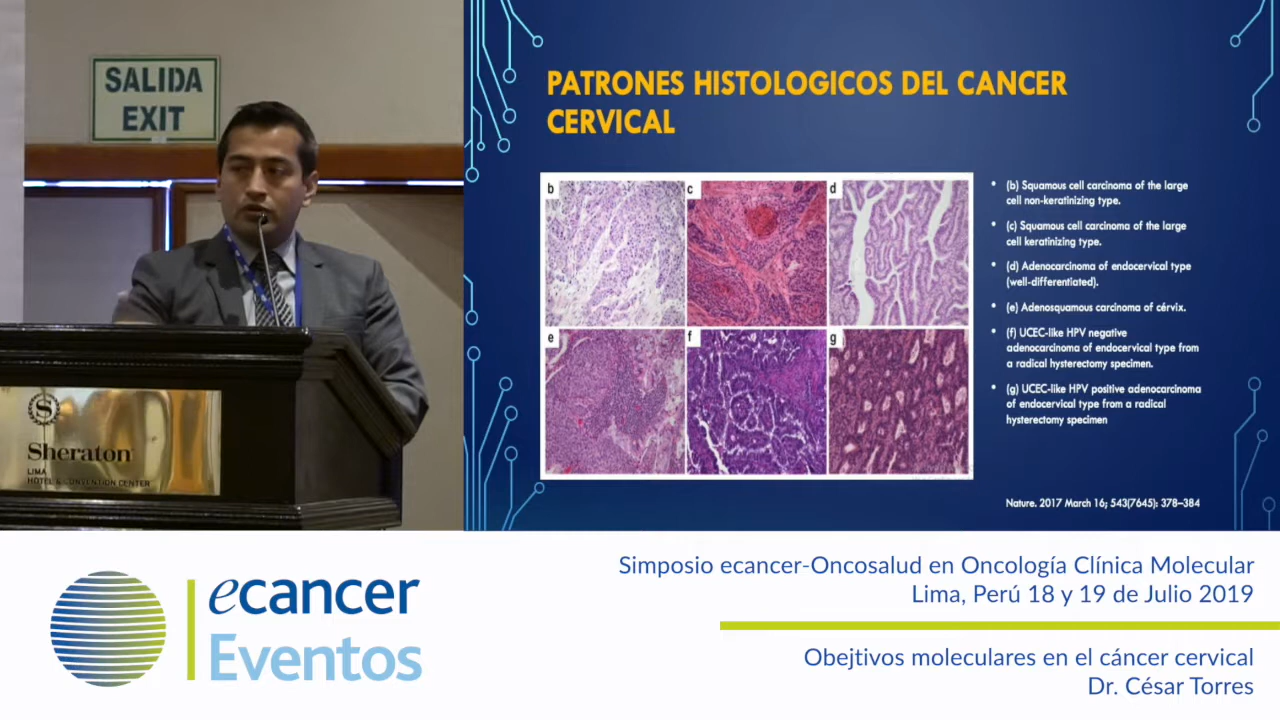 SALIDA
EXIT
S
Sheraton
LIMA
HOTEL & CONVENTION CENTER
PATRONES HISTOLOGICOS DEL CANCER
CERVICAL
b
c
d
e
f
g
• (b) Squamous cell carcinoma of the large
cell non-keratinizing type.
• (c) Squamous cell carcinoma of the large
cell keratinizing type.
• (d) Adenocarcinoma of endocervical type
(well-differentiated).
• (e) Adenosquamous carcinoma of cérvix.
• (f) UCEC-like HPV negative
adenocarcinoma of endocervical type from
a radical hysterectomy specimen.
• (g) UCEC-like HPV positive adenocarcinoma
of endocervical type from a radical
hysterectomy specimen
Nature. 2017 March 16; 543(7645): 378–384
ecancer
Eventos
Simposio ecancer-Oncosalud en Oncología Clínica Molecular
Lima, Perú 18 y 19 de Julio 2019
Obejtivos moleculares en el cáncer cervical
Dr. César Torres